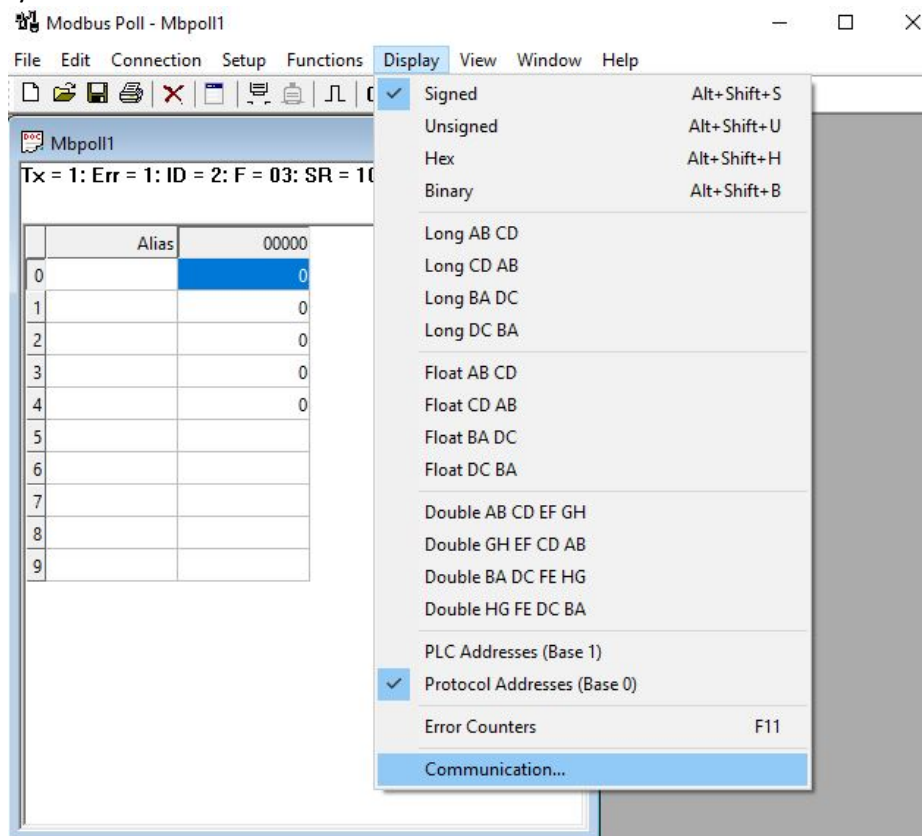 Modbus Poll - Mbpoll1
File Edit Connection Setup Functions Display View Window Help
Mbpoll1
Tx = 1: Err = 1: ID = 2: F = 03: SR = 10
Alias 00000
0 0
1 0
2 0
3 0
4 0
5
6
7
8
9
Signed Alt+Shift+S
Unsigned Alt+Shift+U
Hex Alt+Shift+H
Binary Alt+Shift+B
Long AB CD
Long CD AB
Long BA DC
Long DC BA
Float AB CD
Float CD AB
Float BA DC
Float DC BA
Double AB CD EF GH
Double GH EF CD AB
Double BA DC FE HG
Double HG FE DC BA
PLC Addresses (Base 1)
Protocol Addresses (Base 0)
Error Counters F11
Communication...